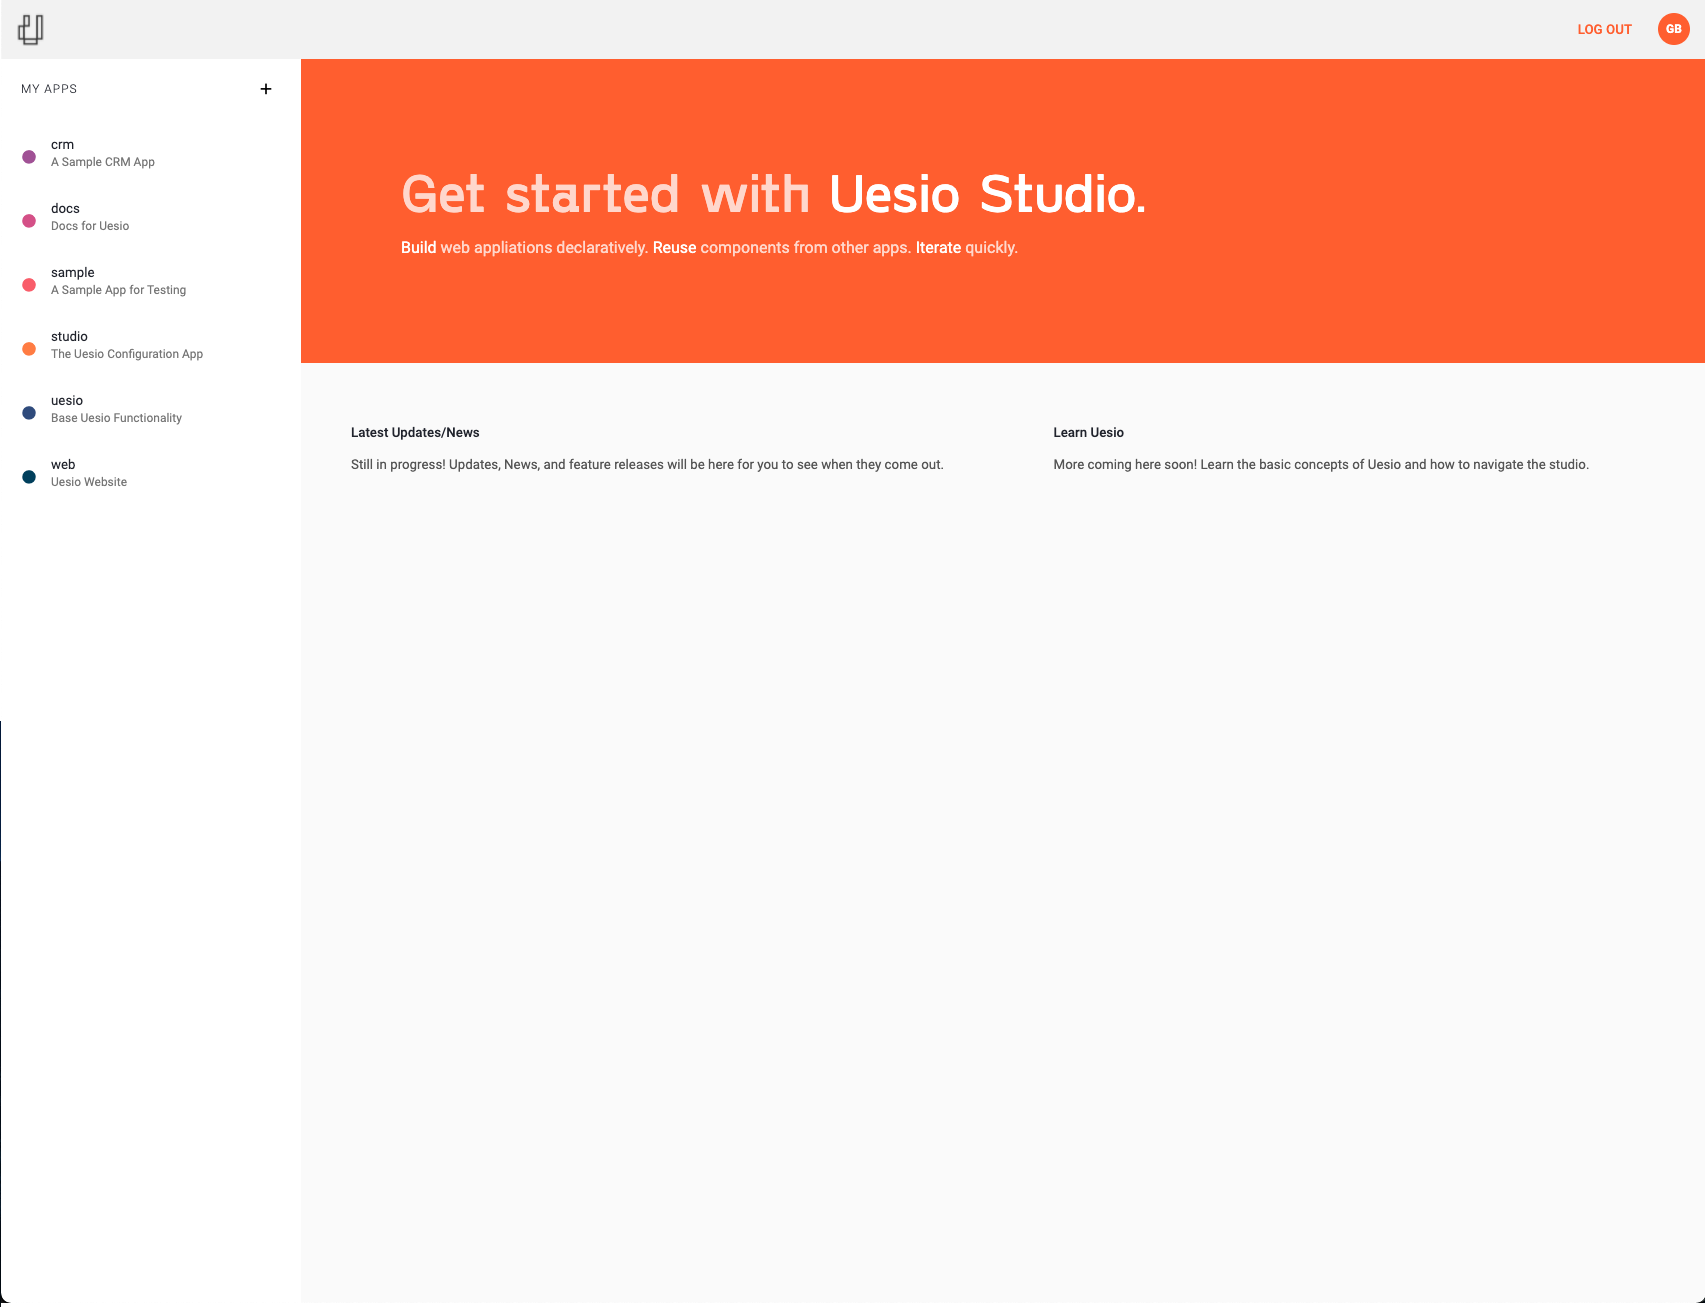 LOG OUT
GB
MY APPS
crm
A Sample CRM App
docs
Docs for Uesio
sample
A Sample App for Testing
studio
The Uesio Configuration App
uesio
Base Uesio Functionality
web
Uesio Website
Get started with Uesio Studio.
Build web appliations declaratively. Reuse components from other apps. Iterate quickly.
Latest Updates/News
Still in progress! Updates, News, and feature releases will be here for you to see when they come out.
Learn Uesio
More coming here soon! Learn the basic concepts of Uesio and how to navigate the studio.